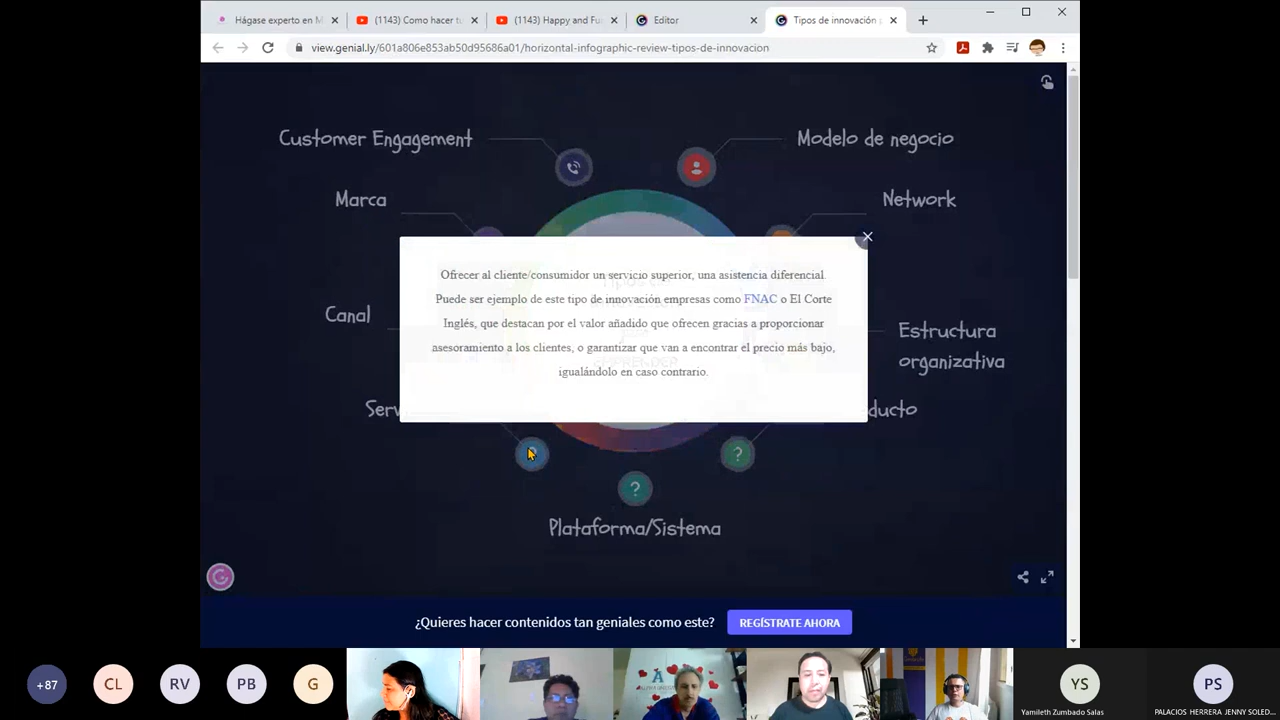 Hágase experto en M
(1143) Como hacer tu
(1143) Happy and Fu
Editor
Tipos de innovación
view.genial.ly/601a806e853ab50d95686a01/horizontal-infographic-review-tipos-de-innovacion
Customer Engagement
Modelo de negocio
Marca
Network
Ofrecer al cliente/consumidor un servicio superior, una asistencia diferencial.
Puede ser ejemplo de este tipo de innovación empresas como FNAC o El Corte
Inglés, que destacan por el valor añadido que ofrecen gracias a proporcionar
asesoramiento a los clientes, o garantizar que van a encontrar el precio más bajo,
igualándolo en caso contrario.
Canal
Estructura
organizativa
Serv
ducto
Plataforma/Sistema
¿Quieres hacer contenidos tan geniales como este?
REGÍSTRATE AHORA
+87
CL
RV
PB
G
YS
Yamileth Zumbado Salas
PS
PALACIOS HERRERA JENNY SOLED...